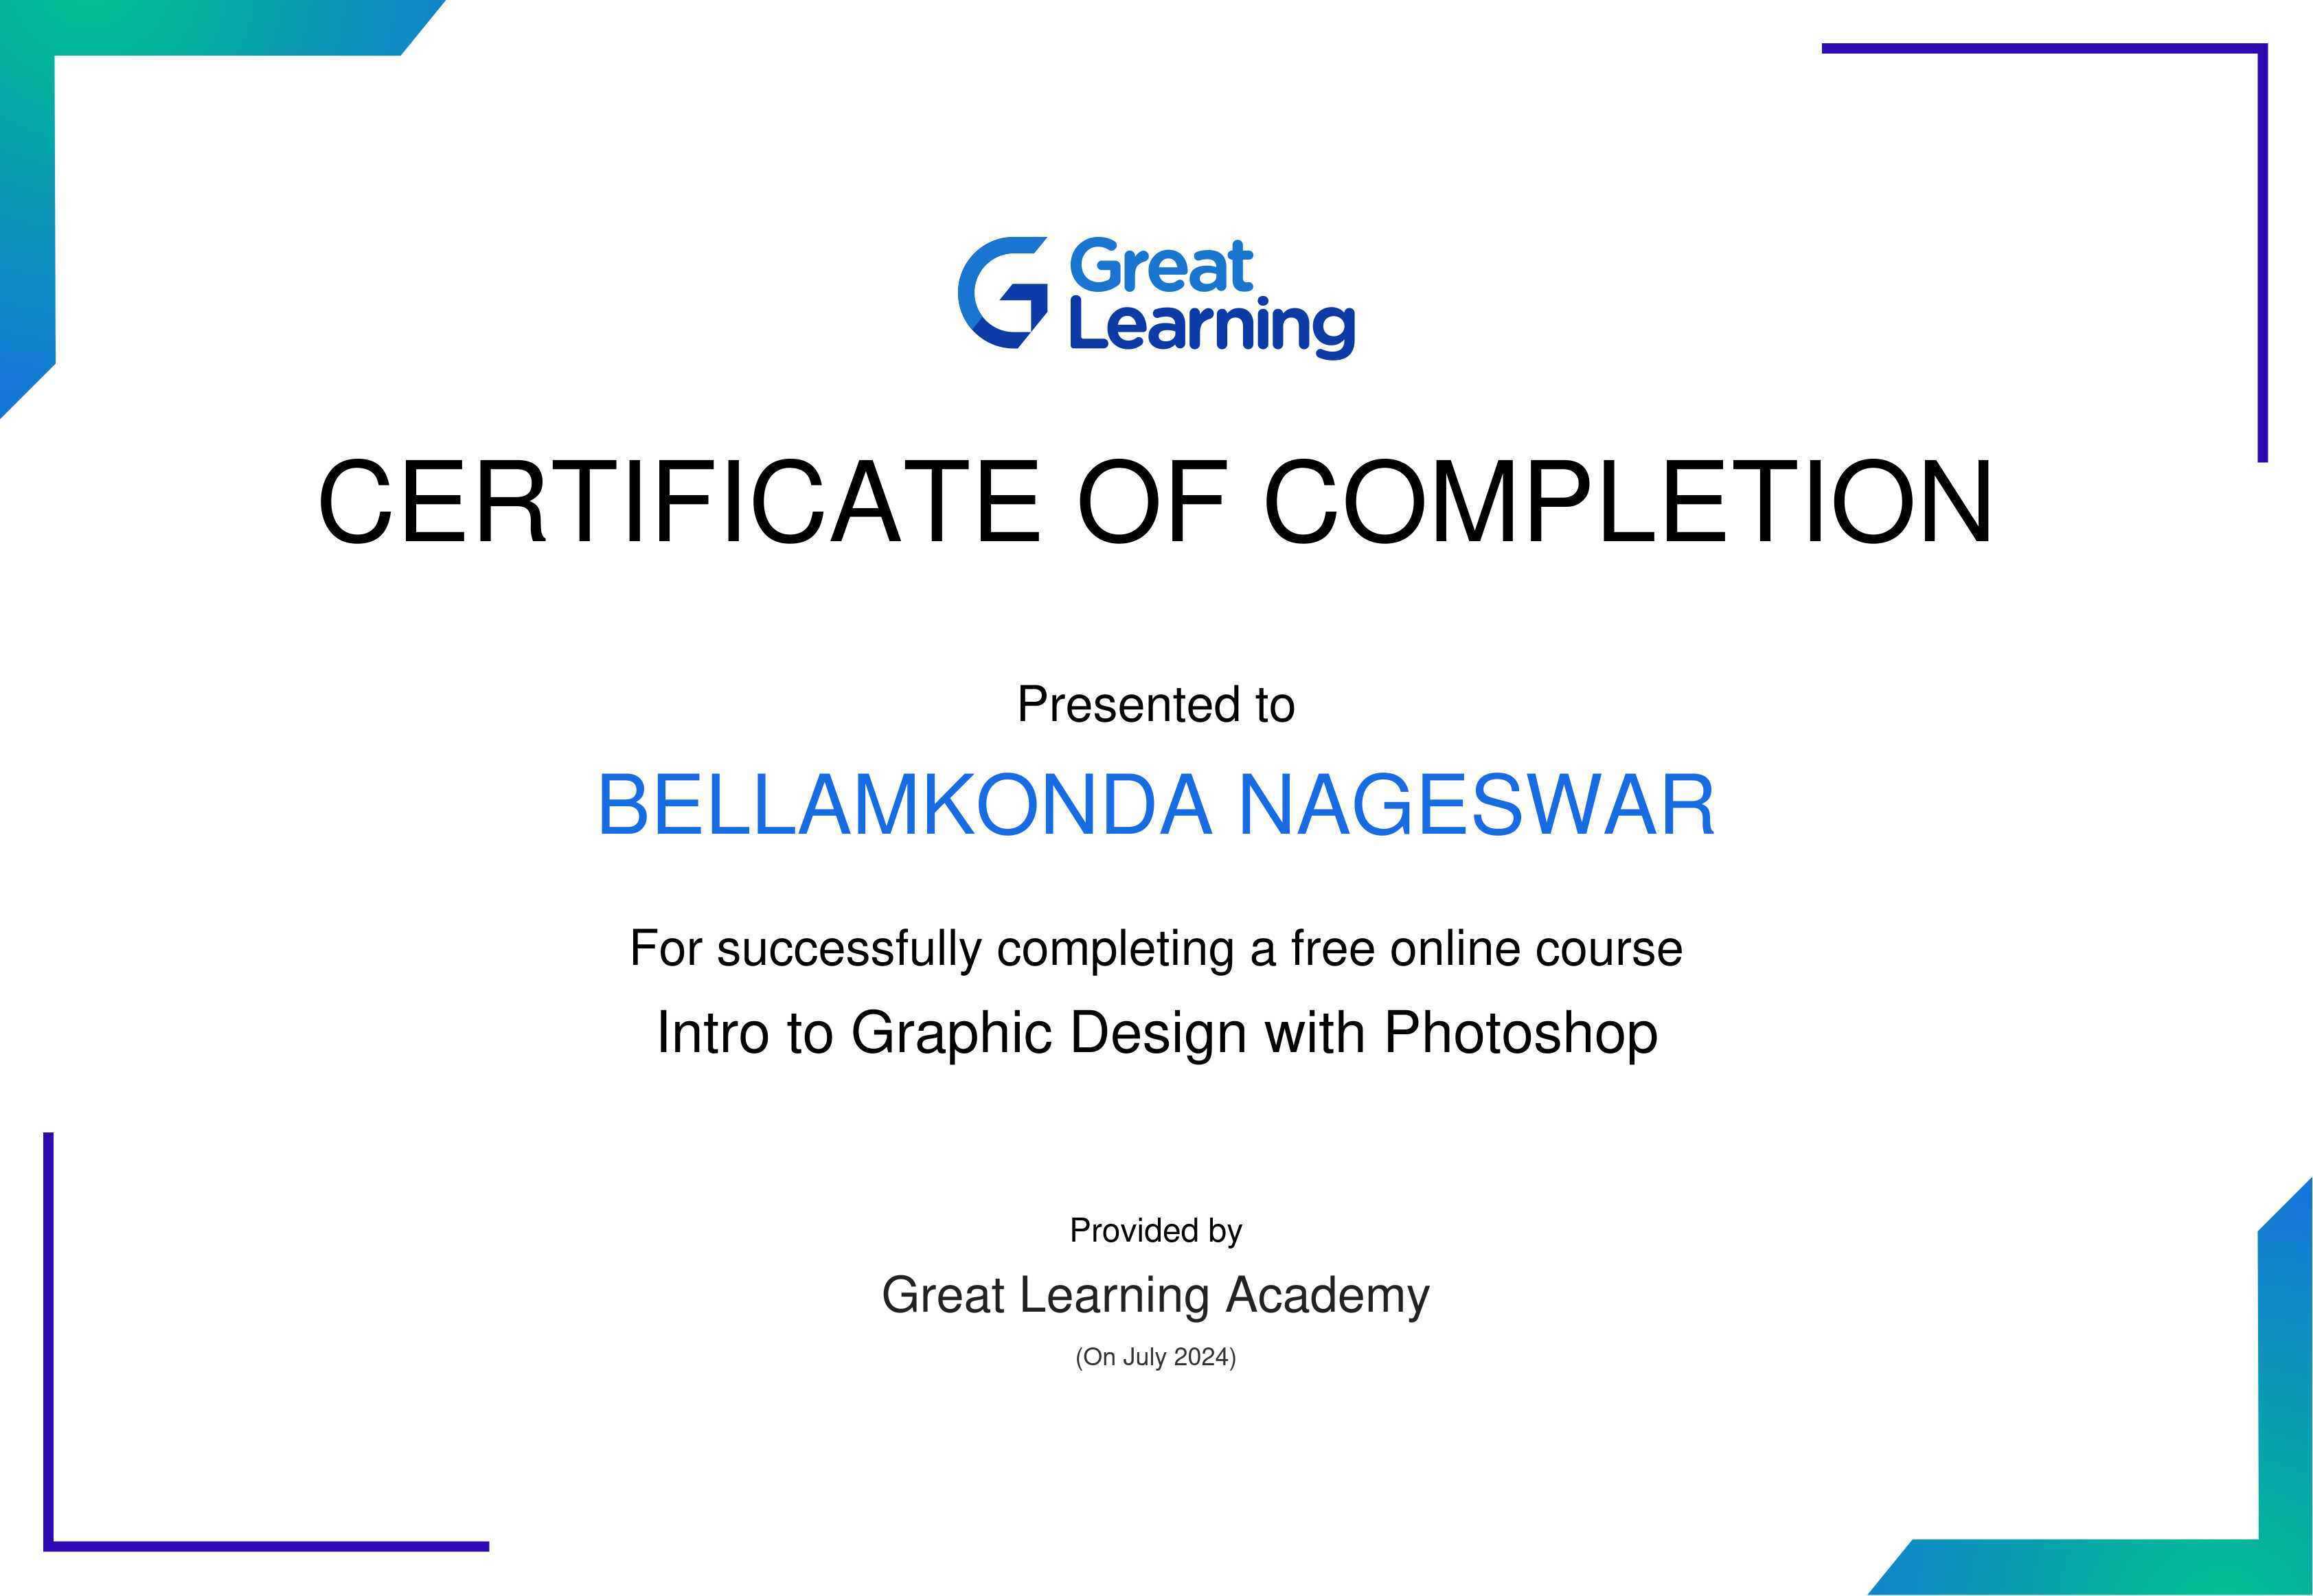 Great
Learning
CERTIFICATE OF COMPLETION
Presented to
BELLAMKONDA NAGESWAR
For successfully completing a free online course
Intro to Graphic Design with Photoshop
Provided by
Great Learning Academy
(On July 2024)